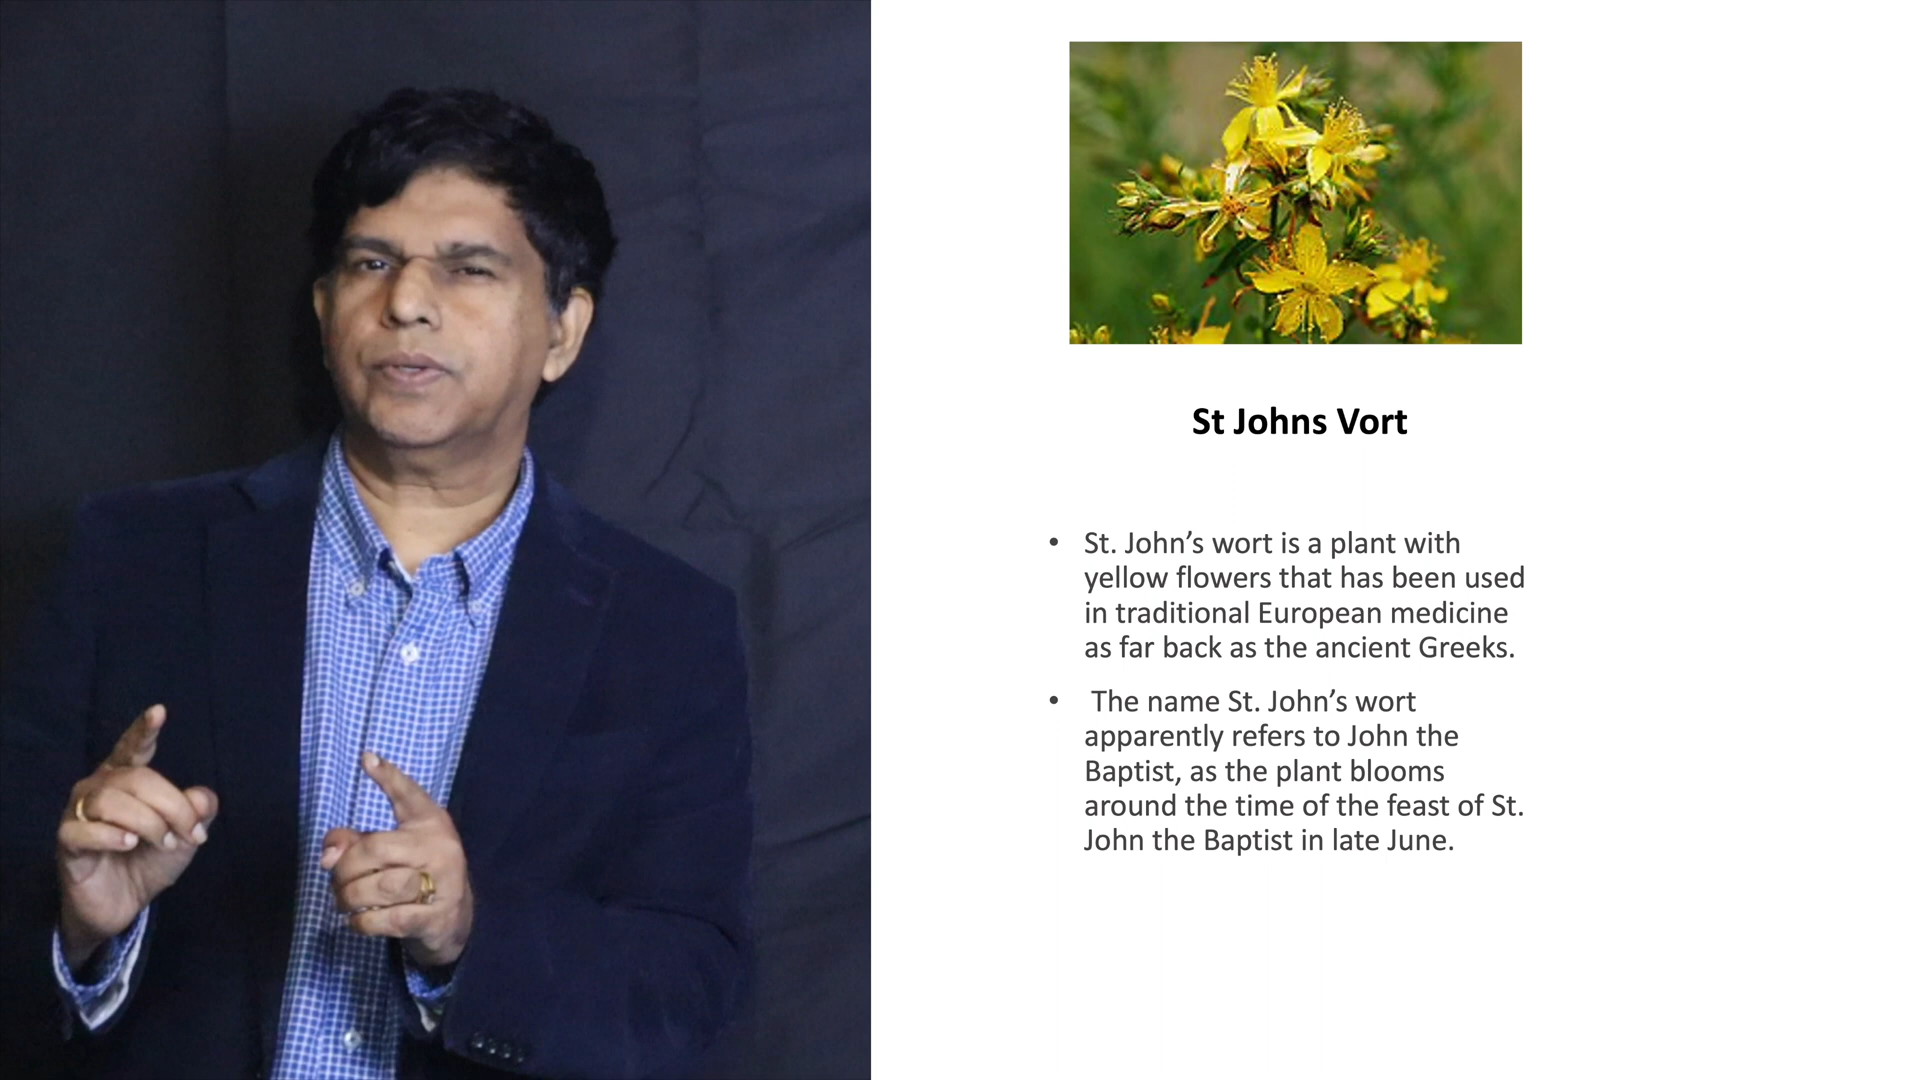 St Johns Vort
• St. John’s wort is a plant with
yellow flowers that has been used
in traditional European medicine
as far back as the ancient Greeks.
• The name St. John’s wort
apparently refers to John the
Baptist, as the plant blooms
around the time of the feast of St.
John the Baptist in late June.